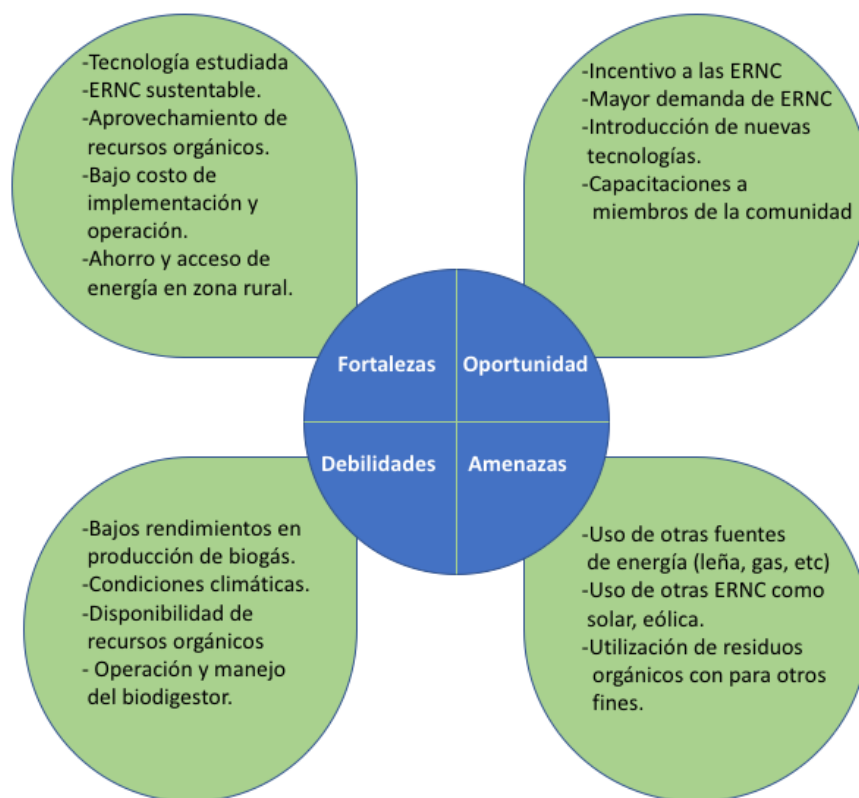 -Tecnología estudiada
-ERNC sustentable.
-Aprovechamiento de
recursos orgánicos.
-Bajo costo de
implementación y
operación.
-Ahorro y acceso de
energía en zona rural.
-Incentivo a las ERNC
-Mayor demanda de ERNC
-Introducción de nuevas
tecnologías.
-Capacitaciones a
miembros de la comunidad
Fortalezas
Oportunidad
Debilidades
Amenazas
-Bajos rendimientos en
producción de biogás.
-Condiciones climáticas.
-Disponibilidad de
recursos orgánicos
- Operación y manejo
del biodigestor.
-Uso de otras fuentes
de energía (leña, gas, etc)
-Uso de otras ERNC como
solar, eólica.
-Utilización de residuos
orgánicos con para otros
fines.